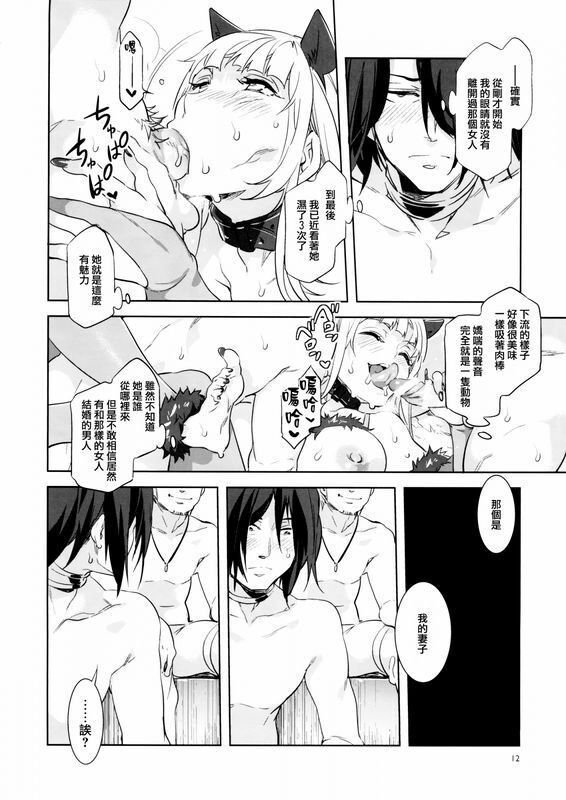 ——確實
從剛才開始
我的眼睛就沒有
離開過那個女人
嗯…
ちゅぱっ
ちゅぱ
到最後
我已近看著她
濕了3次了
她就是這麼
有魅力
下流的樣子
好像很美味
一樣吸著肉棒
嬌喘的聲音
完全就是一隻動物
嗚哈
嗚哈
雖然不知道
她是誰
從哪裡來
但是不敢相信居然
有和那樣的女人
結婚的男人
那個是
我的妻子
……誒？
12